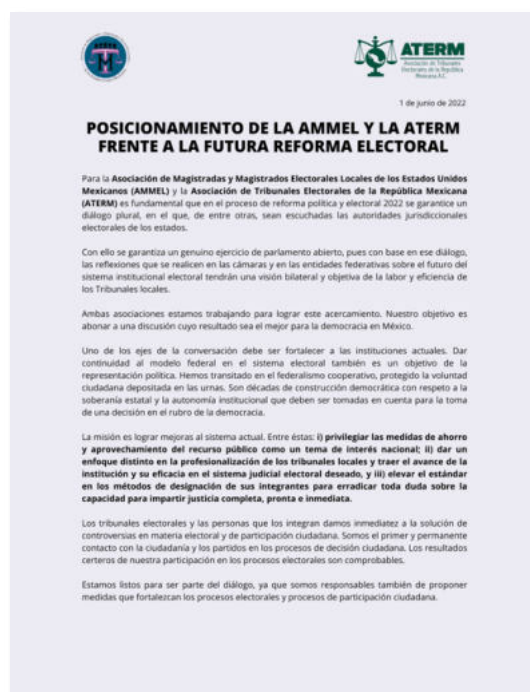 ATERM
Asociación de Tribunales
Electorales de la República
Mexicana A.C.
1 de junio de 2022
POSICIONAMIENTO DE LA AMMEL Y LA ATERM
FRENTE A LA FUTURA REFORMA ELECTORAL
Para la Asociación de Magistradas y Magistrados Electorales Locales de los Estados Unidos
Mexicanos (AMMEL) y la Asociación de Tribunales Electorales de la República Mexicana
(ATERM) es fundamental que en el proceso de reforma política y electoral 2022 se garantice un
diálogo plural, en el que, de entre otras, sean escuchadas las autoridades jurisdiccionales
electorales de los estados.
Con ello se garantiza un genuino ejercicio de parlamento abierto, pues con base en ese diálogo,
las reflexiones que se realicen en las cámaras y en las entidades federativas sobre el futuro del
sistema institucional electoral tendrán una visión bilateral y objetiva de la labor y eficiencia de
los Tribunales locales.
Ambas asociaciones estamos trabajando para lograr este acercamiento. Nuestro objetivo es
abonar a una discusión cuyo resultado sea el mejor para la democracia en México.
Uno de los ejes de la conversación debe ser fortalecer a las instituciones actuales. Dar
continuidad al modelo federal en el sistema electoral también es un objetivo de la
representación política. Hemos transitado en el federalismo cooperativo, protegido la voluntad
ciudadana depositada en las urnas. Son décadas de construcción democrática con respeto a la
soberanía estatal y la autonomía institucional que deben ser tomadas en cuenta para la toma
de una decisión en el rubro de la democracia.
La misión es lograr mejoras al sistema actual. Entre éstas: i) privilegiar las medidas de ahorro
y aprovechamiento del recurso público como un tema de interés nacional; ii) dar un
enfoque distinto en la profesionalización de los tribunales locales y traer el avance de la
institución y su eficacia en el sistema judicial electoral deseado, y iii) elevar el estándar
en los métodos de designación de sus integrantes para erradicar toda duda sobre la
capacidad para impartir justicia completa, pronta e inmediata.
Los tribunales electorales y las personas que los integran damos inmediatez a la solución de
controversias en materia electoral y de participación ciudadana. Somos el primer y permanente
contacto con la ciudadanía y los partidos en los procesos de decisión ciudadana. Los resultados
certeros de nuestra participación en los procesos electorales son comprobables.
Estamos listos para ser parte del diálogo, ya que somos responsables también de proponer
medidas que fortalezcan los procesos electorales y procesos de participación ciudadana.